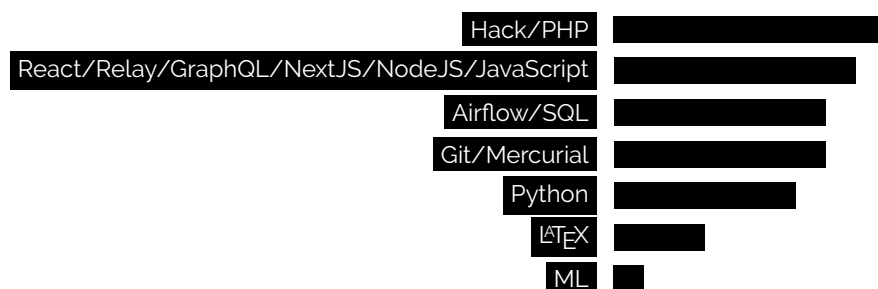 Hack/PHP
React/Relay/GraphQL/NextJS/NodeJS/JavaScript
Airflow/SQL
Git/Mercurial
Python
LATEX
ML